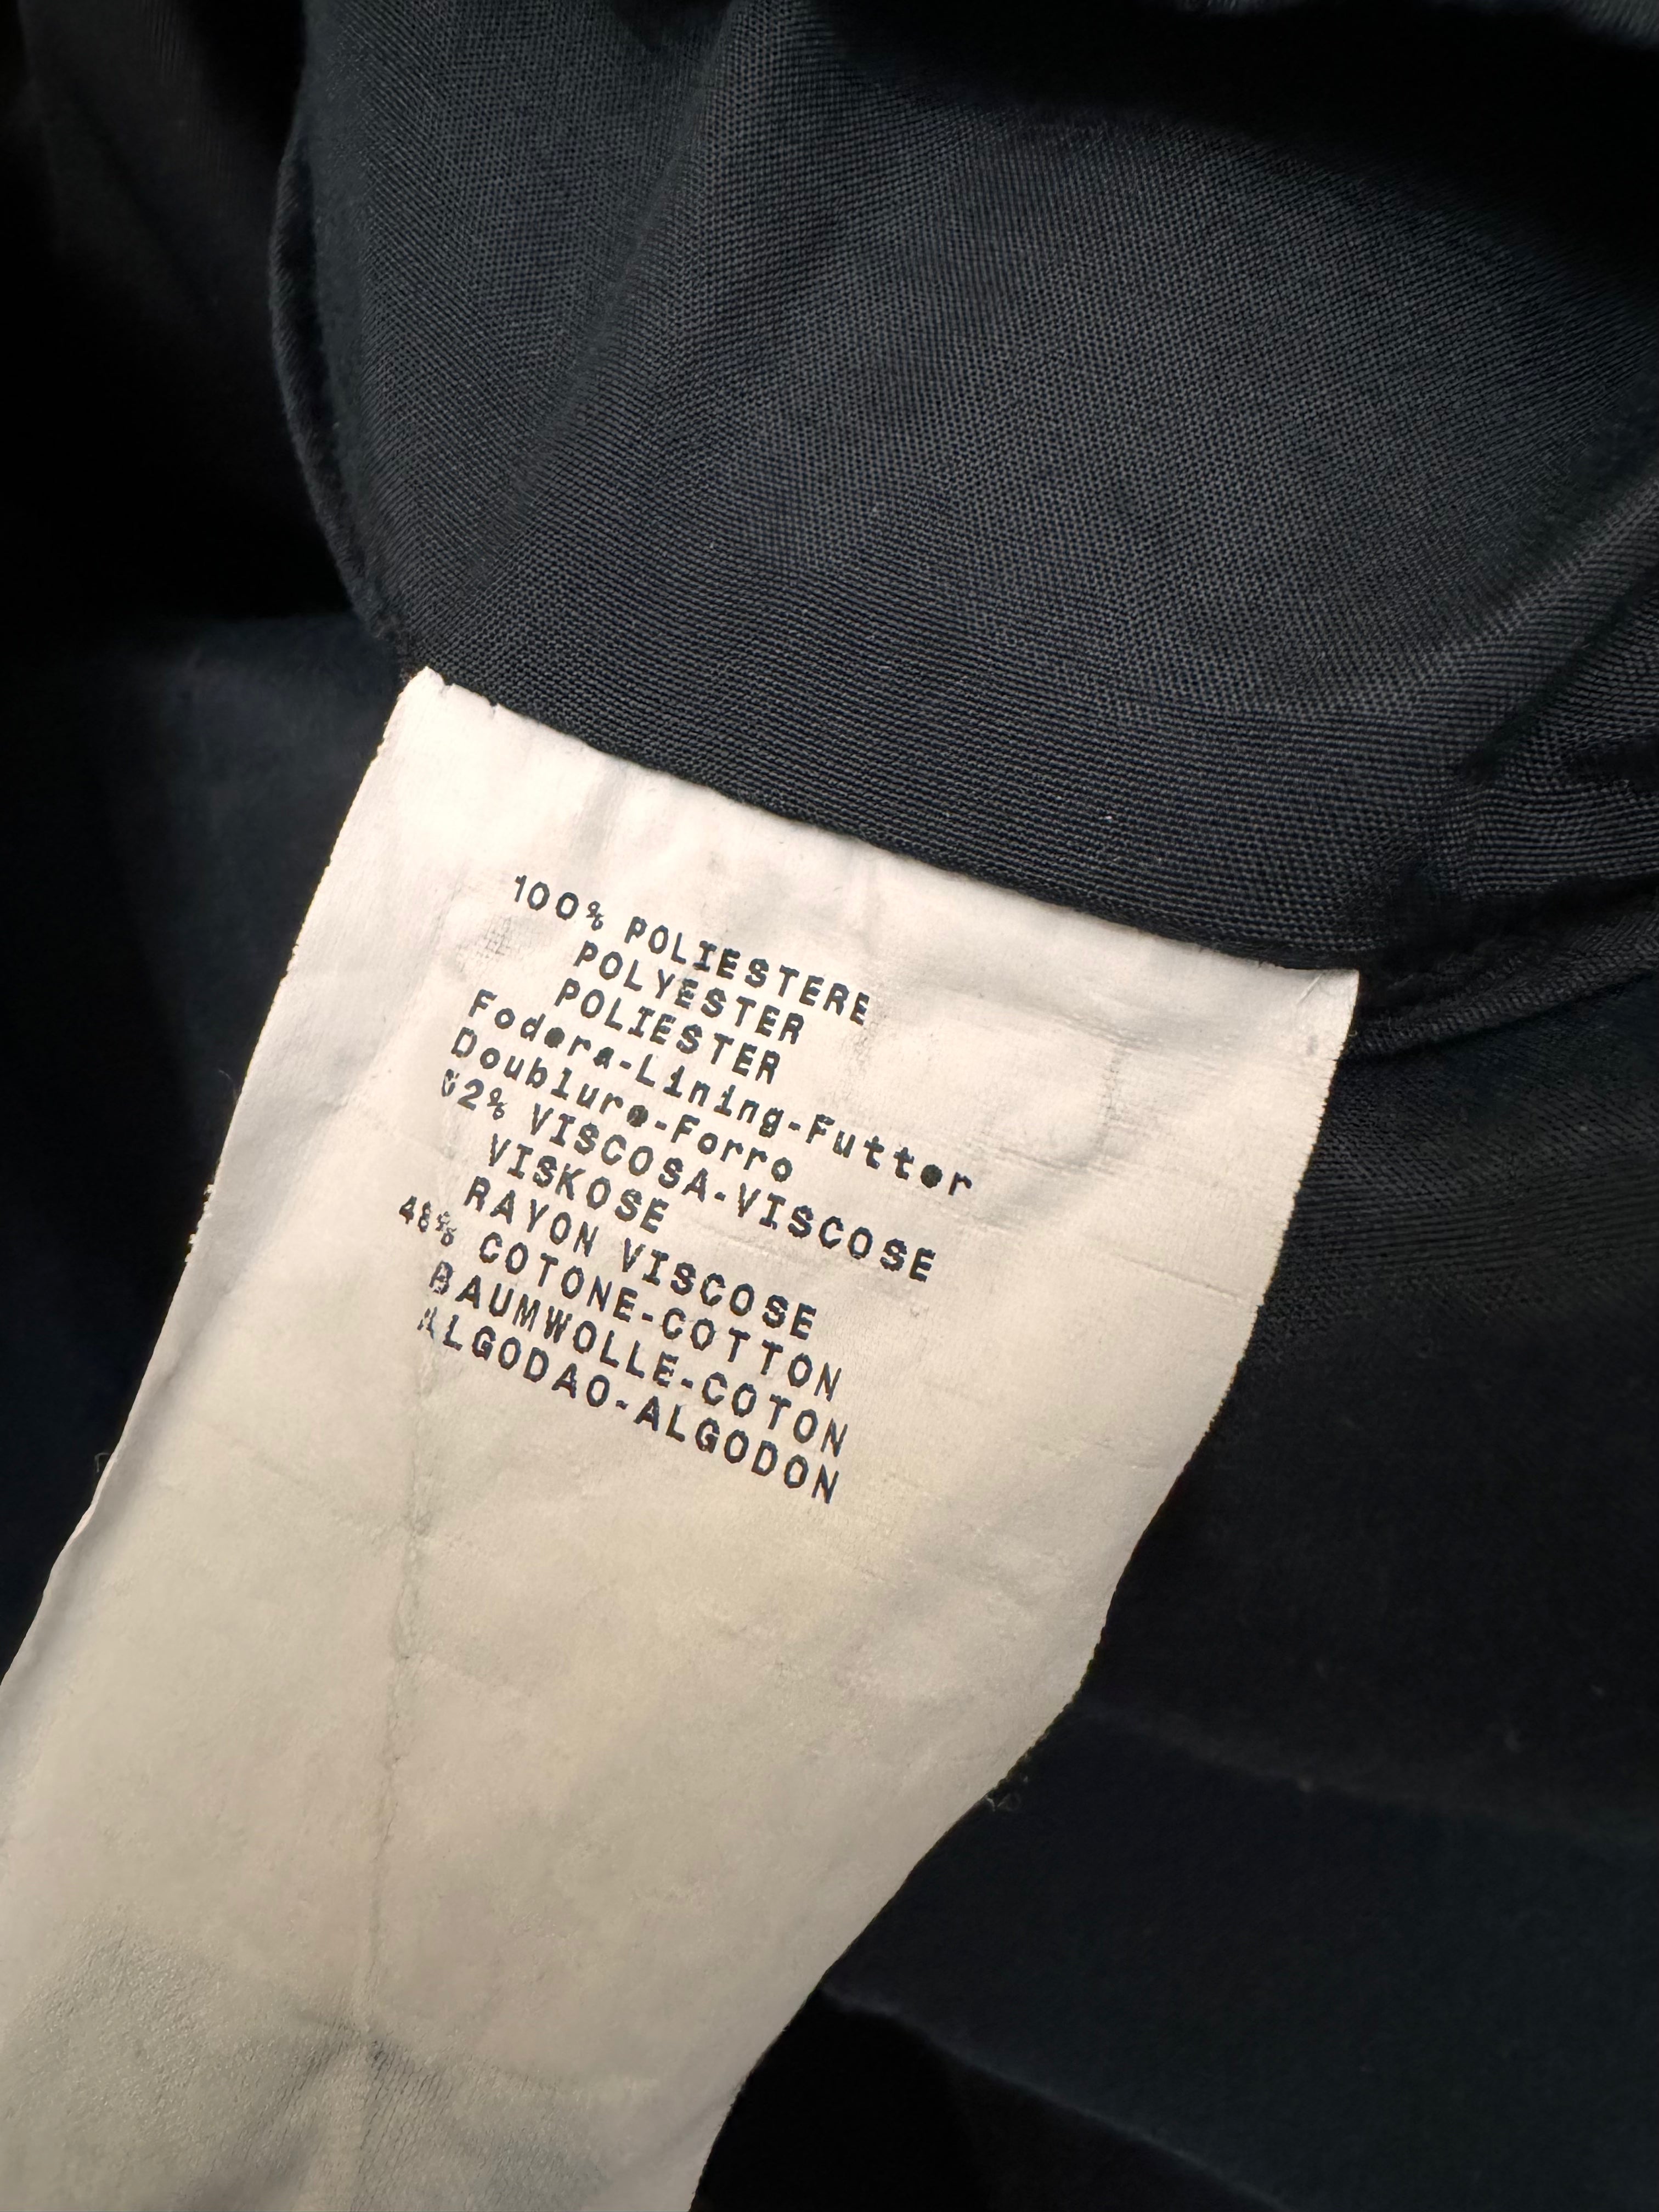 100% POLIESTERE
POLYESTER
POLIESTER
Fodera-Lining-Futter
Doublure-Forro
52% VISCOSA-VISCOSE
VISKOSE
RAYON VISCOSE
48% COTONE-COTTON
BAUMWOLLE-COTON
ALGODAO-ALGODON